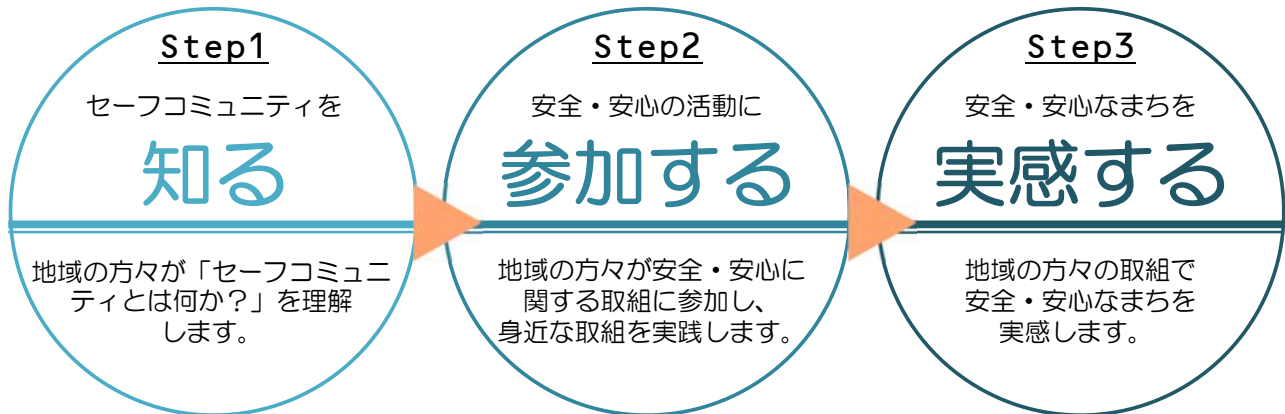 Step1
セーフコミュニティを
知る
地域の方々が「セーフコミュニ
ティとは何か？」を理解
します。
Step2
安全・安心の活動に
参加する
地域の方々が安全・安心に
関する取組に参加し、
身近な取組を実践します。
Step3
安全・安心なまちを
実感する
地域の方々の取組で
安全・安心なまちを
実感します。